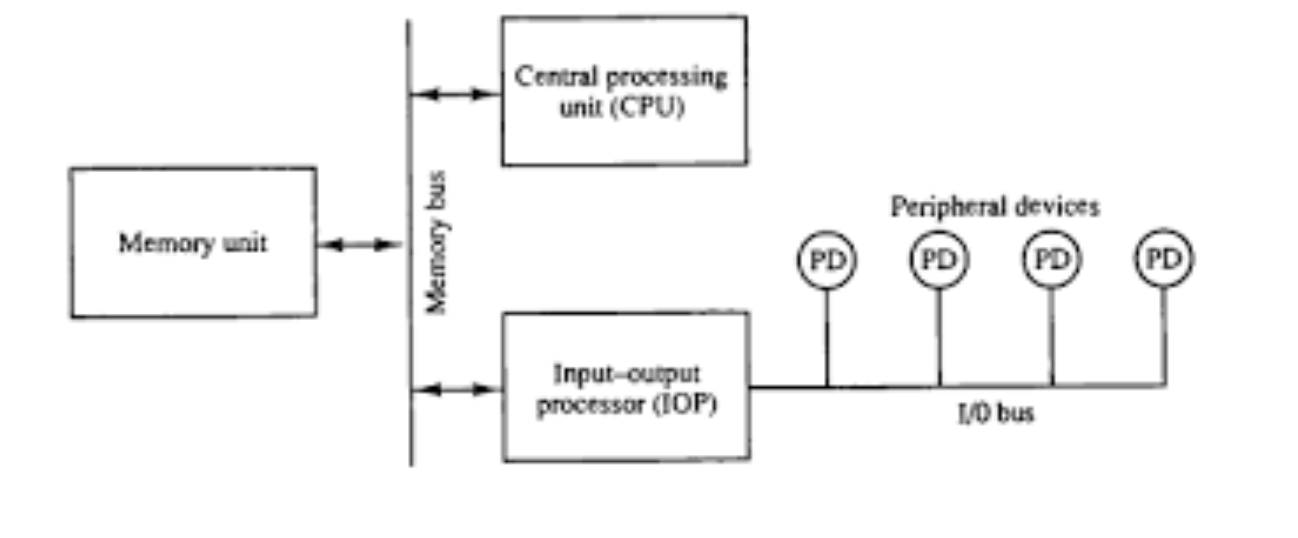 Central processing
unit (CPU)
Memory unit
Memory bus
Peripheral devices
PD PD PD PD
Input–output
processor (IOP)
I/0 bus